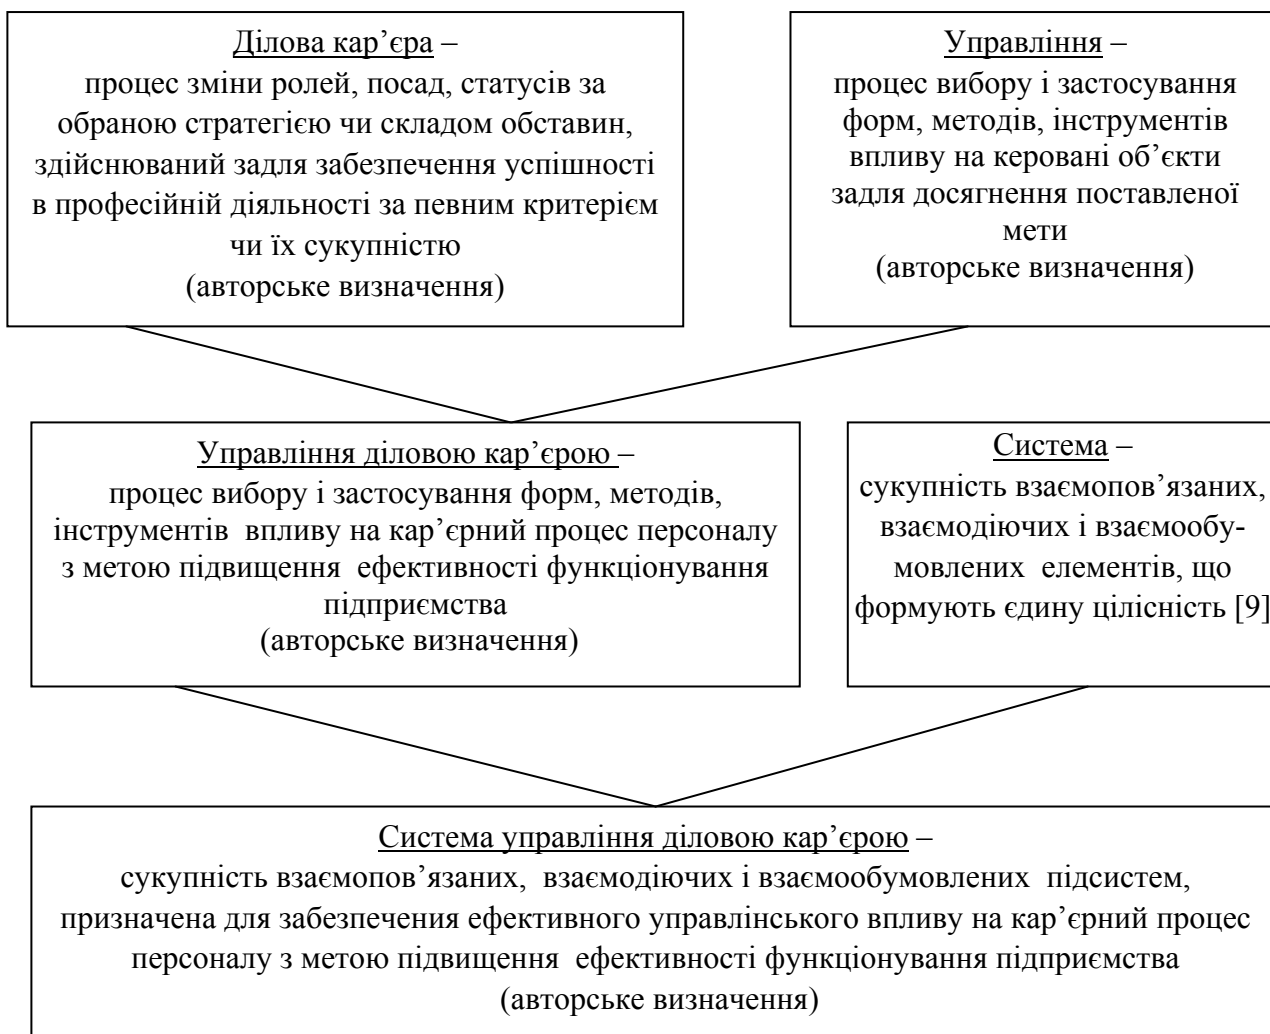 Ділова кар’єра –
процес зміни ролей, посад, статусів за
обраною стратегією чи складом обставин,
здійснюваний задля забезпечення успішності
в професійній діяльності за певним критерієм
чи їх сукупністю
(авторське визначення)
Управління –
процес вибору і застосування
форм, методів, інструментів
впливу на керовані об’єкти
задля досягнення поставленої
мети
(авторське визначення)
Управління діловою кар’єрою –
процес вибору і застосування форм, методів,
інструментів впливу на кар’єрний процес персоналу
з метою підвищення ефективності функціонування
підприємства
(авторське визначення)
Система –
сукупність взаємопов’язаних,
взаємодіючих і взаємообу-
мовлених елементів, що
формують єдину цілісність [9]
Система управління діловою кар’єрою –
сукупність взаємопов’язаних, взаємодіючих і взаємообумовлених підсистем,
призначена для забезпечення ефективного управлінського впливу на кар’єрний процес
персоналу з метою підвищення ефективності функціонування підприємства
(авторське визначення)